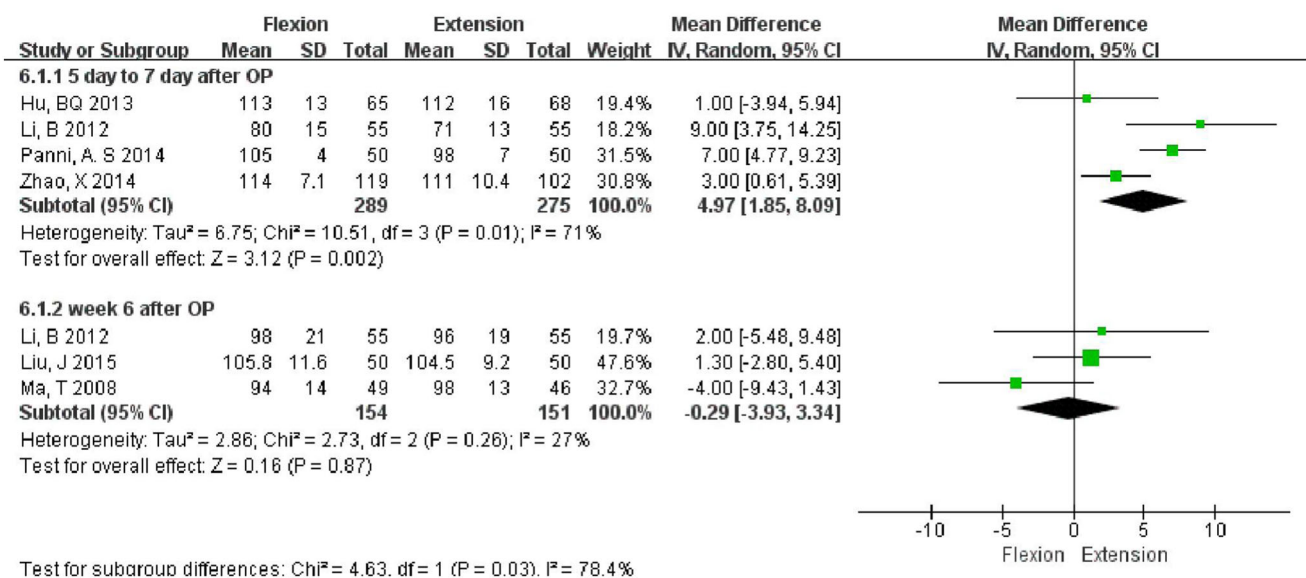 Flexion Extension Mean Difference Mean Difference
Study or Subgroup Mean SD Total Mean SD Total Weight IV, Random, 95% CI IV, Random, 95% CI
6.1.1 5 day to 7 day after OP
Hu, BQ 2013 113 13 65 112 16 68 19.4% 1.00 [-3.94, 5.94]
Li, B 2012 80 15 55 71 13 55 18.2% 9.00 [3.75, 14.25]
Panni, A. S 2014 105 4 50 98 7 50 31.5% 7.00 [4.77, 9.23]
Zhao, X 2014 114 7.1 119 111 10.4 102 30.8% 3.00 [0.61, 5.39]
Subtotal (95% CI) 289 275 100.0% 4.97 [1.85, 8.09]
Heterogeneity: Tau² = 6.75; Chi² = 10.51, df = 3 (P = 0.01); I² = 71%
Test for overall effect: Z = 3.12 (P = 0.002)
6.1.2 week 6 after OP
Li, B 2012 98 21 55 96 19 55 19.7% 2.00 [-5.48, 9.48]
Liu, J 2015 105.8 11.6 50 104.5 9.2 50 47.6% 1.30 [-2.80, 5.40]
Ma, T 2008 94 14 49 98 13 46 32.7% -4.00 [-9.43, 1.43]
Subtotal (95% CI) 154 151 100.0% -0.29 [-3.93, 3.34]
Heterogeneity: Tau² = 2.86; Chi² = 2.73, df = 2 (P = 0.26); I² = 27%
Test for overall effect: Z = 0.16 (P = 0.87)
-10 -5 0 5 10
Flexion Extension
Test for subgroup differences: Chi² = 4.63, df = 1 (P = 0.03), I² = 78.4%